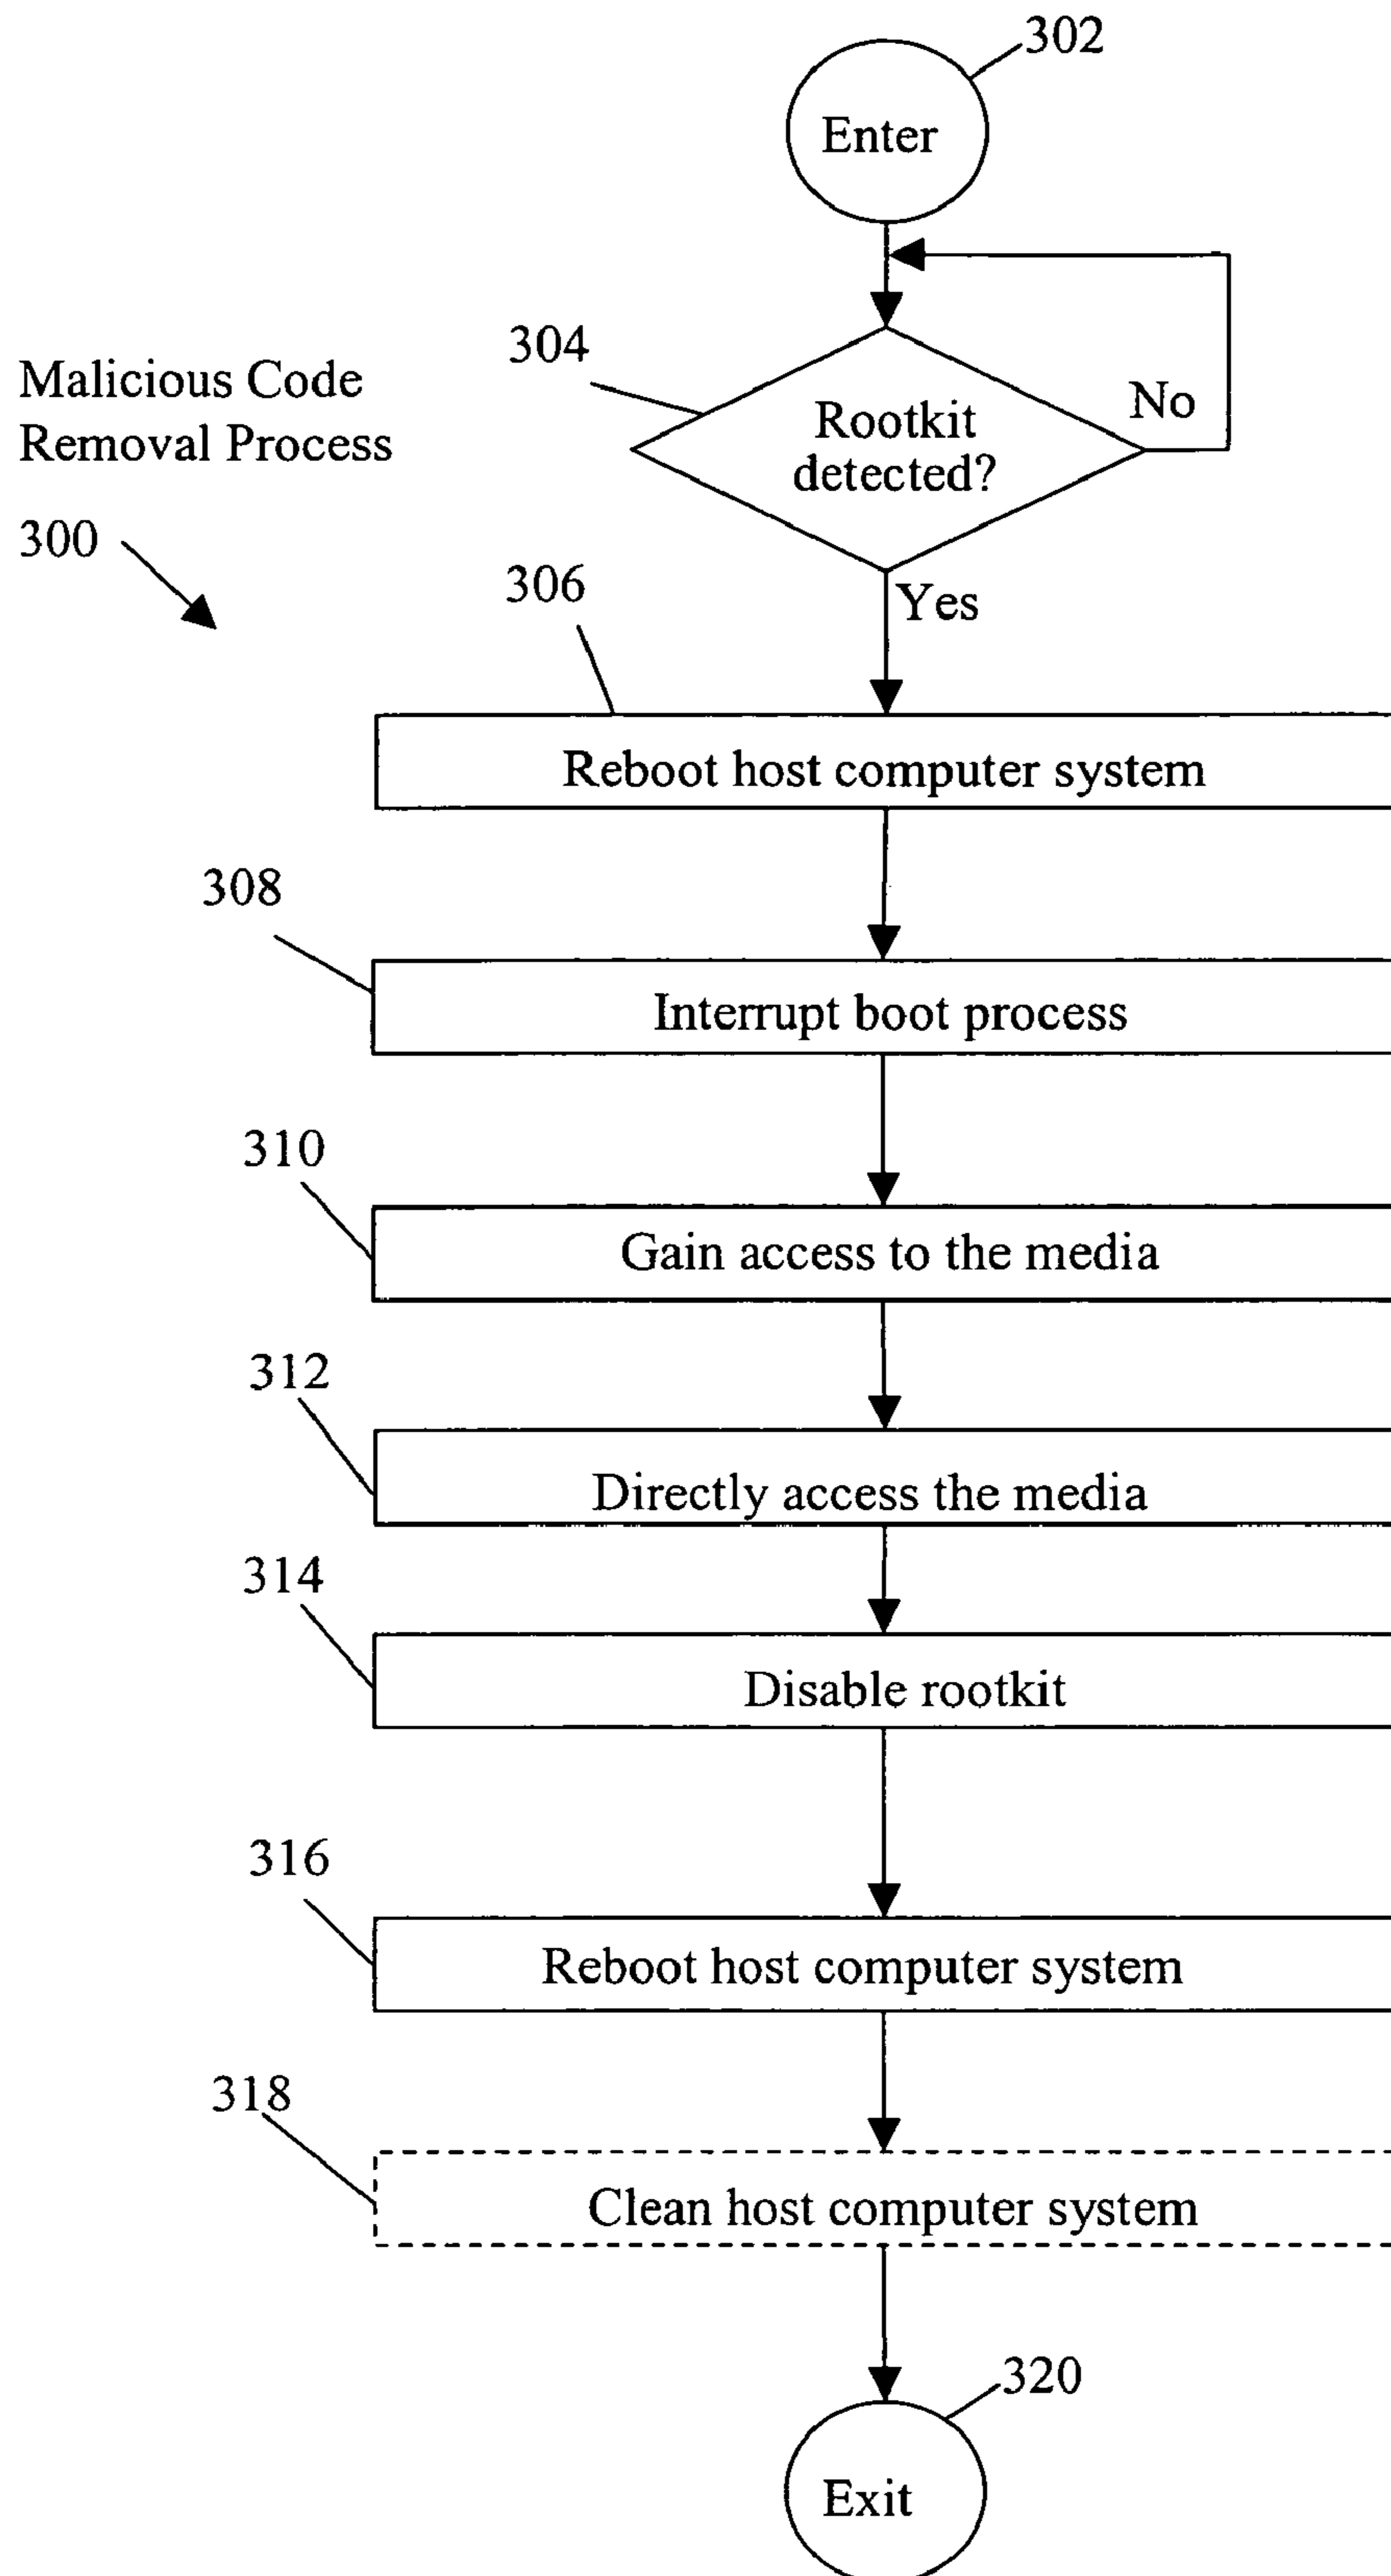 302
Enter
304
Malicious Code
Removal Process
300
Rootkit
detected?
No
Yes
306
Reboot host computer system
308
Interrupt boot process
310
Gain access to the media
312
Directly access the media
314
Disable rootkit
316
Reboot host computer system
318
Clean host computer system
320
Exit